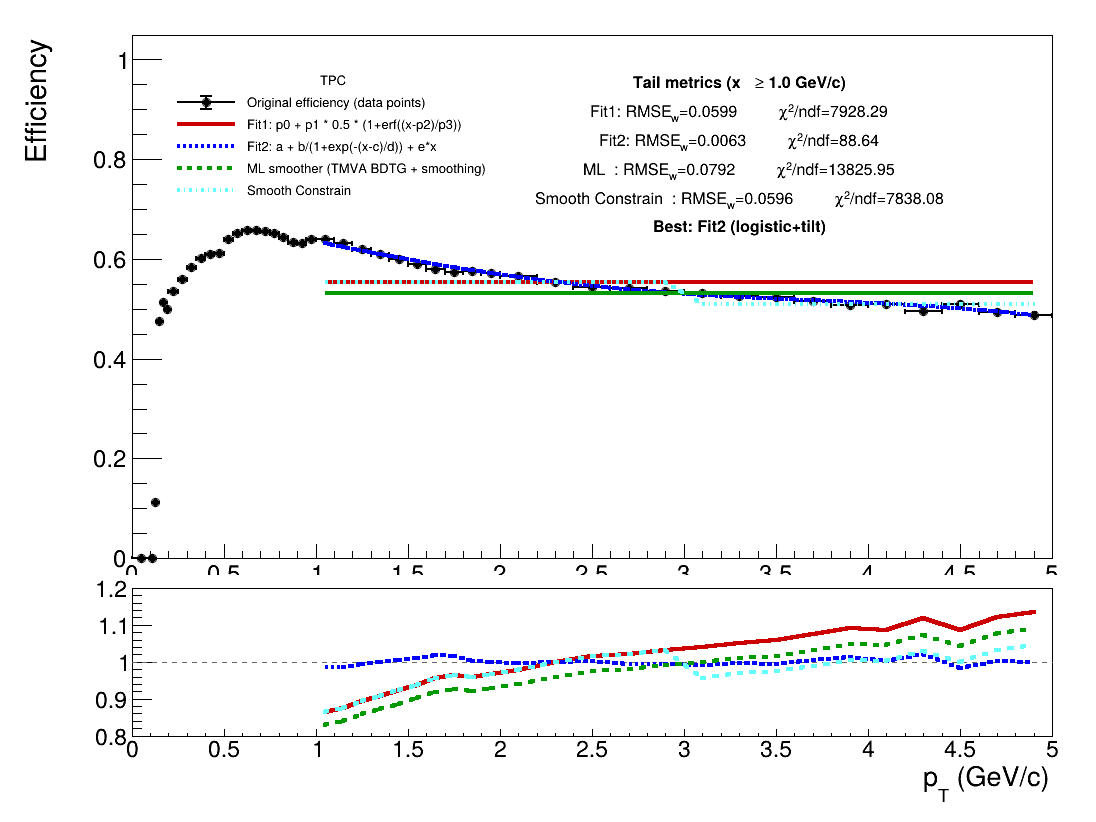 Efficiency
1
0.8
0.6
0.4
0.2
0
TPC
Original efficiency (data points)
Fit1: p0 + p1 * 0.5 * (1+erf((x-p2)/p3))
Fit2: a + b/(1+exp(-(x-c)/d)) + e*x
ML smoother (TMVA BDTG + smoothing)
Smooth Constrain
Tail metrics (x ≥ 1.0 GeV/c)
Fit1: RMSE_w=0.0599 χ²/ndf=7928.29
Fit2: RMSE_w=0.0063 χ²/ndf=88.64
ML : RMSE_w=0.0792 χ²/ndf=13825.95
Smooth Constrain : RMSE_w=0.0596 χ²/ndf=7838.08
Best: Fit2 (logistic+tilt)
0 0.5 1 1.5 2 2.5 3 3.5 4 4.5 5
1.2
1.1
1
0.9
0.8
0 0.5 1 1.5 2 2.5 3 3.5 4 4.5 5
p_T (GeV/c)